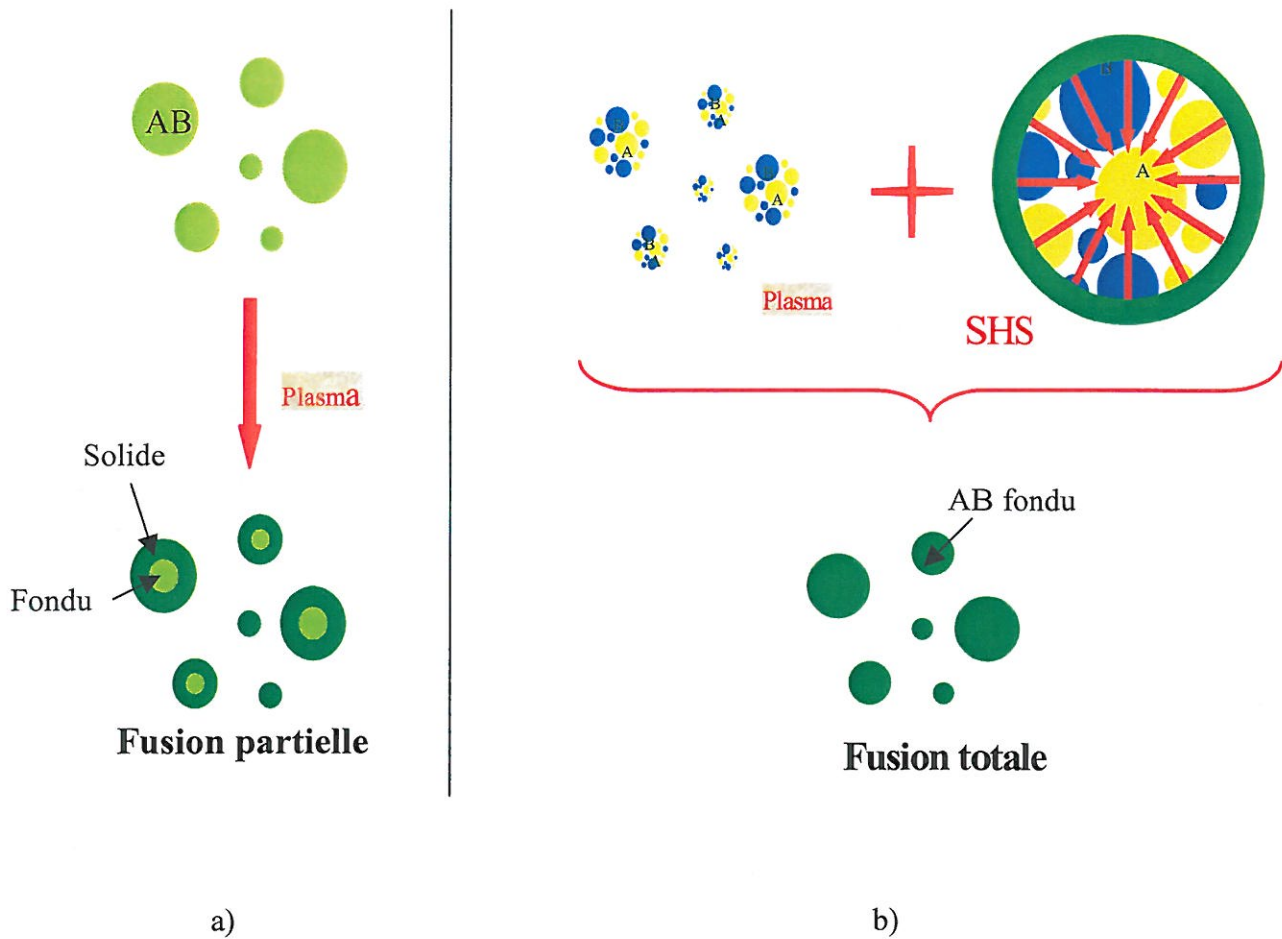 AB
Plasma
Solide
Fondu
Fusion partielle
a)
B
A
B
A
A
B
A
Plasma
A
SHS
AB fondu
Fusion totale
b)